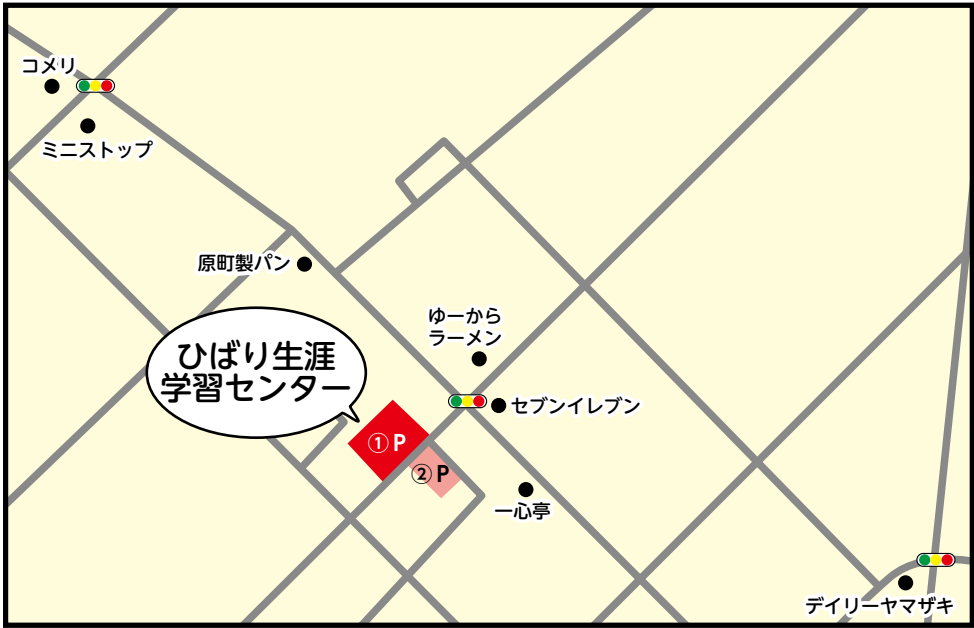 コメリ
ミニストップ
原町製パン
ゆーから
ラーメン
ひばり生涯
学習センター
セブンイレブン
①P
②P
一心亭
デイリーヤマザキ